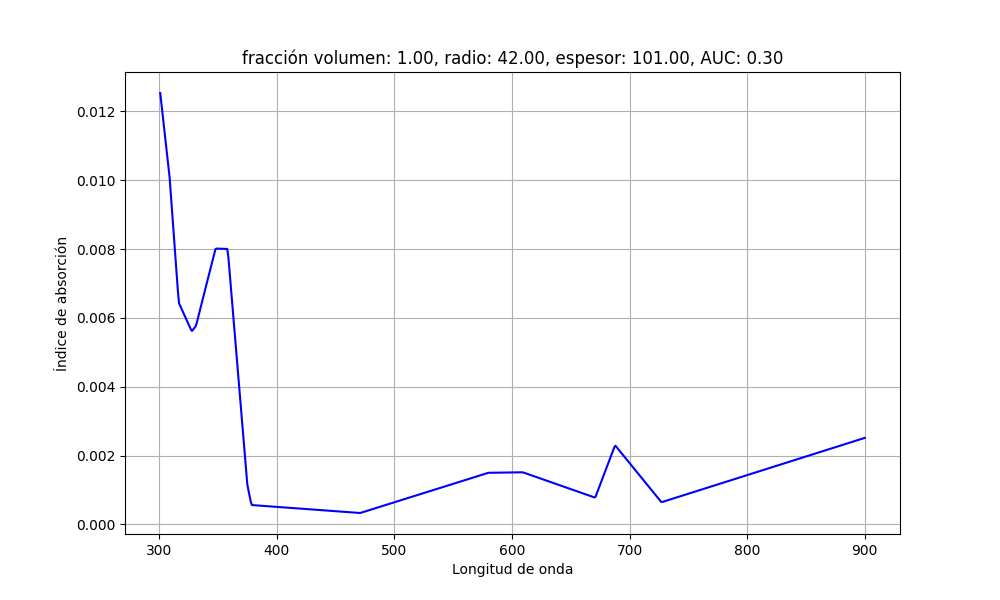 fracción volumen: 1.00, radio: 42.00, espesor: 101.00, AUC: 0.30
0.012
0.010
0.008
0.006
0.004
0.002
0.000
Índice de absorción
300 400 500 600 700 800 900
Longitud de onda